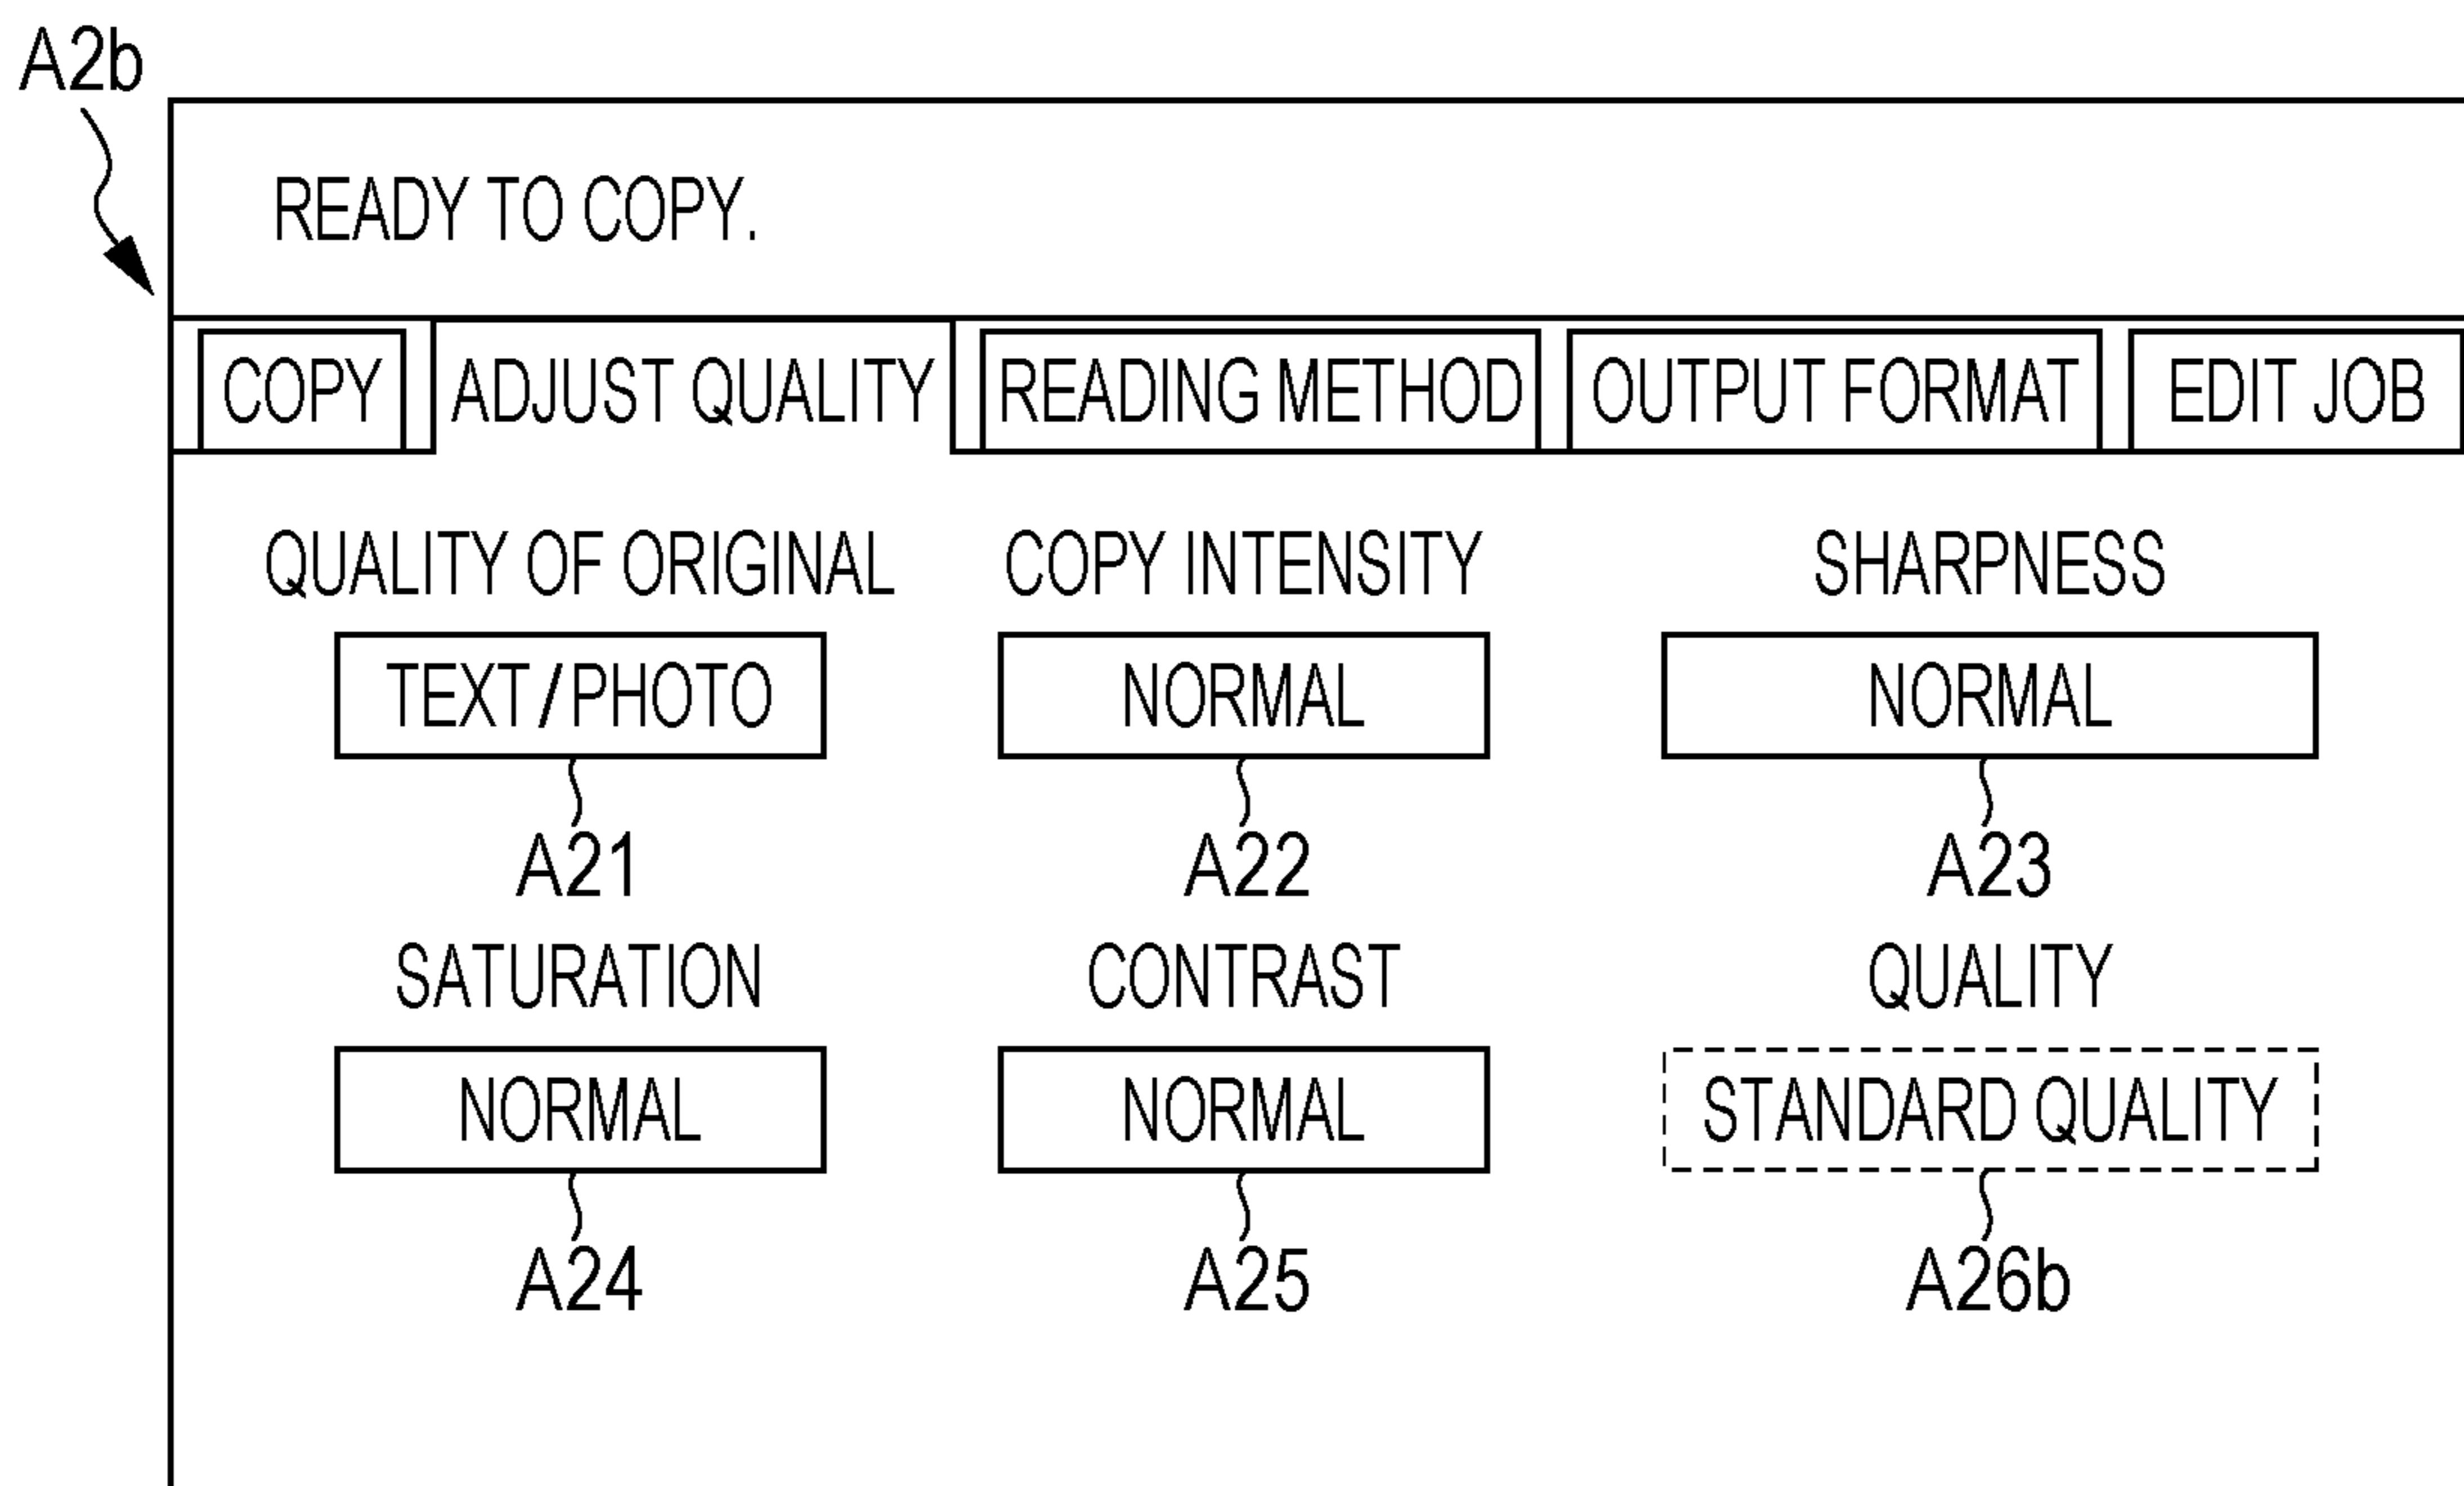 A2b
READY TO COPY.
COPY ADJUST QUALITY READING METHOD OUTPUT FORMAT EDIT JOB
QUALITY OF ORIGINAL COPY INTENSITY SHARPNESS
TEXT/PHOTO NORMAL NORMAL
A21 A22 A23
SATURATION CONTRAST QUALITY
NORMAL NORMAL STANDARD QUALITY
A24 A25 A26b